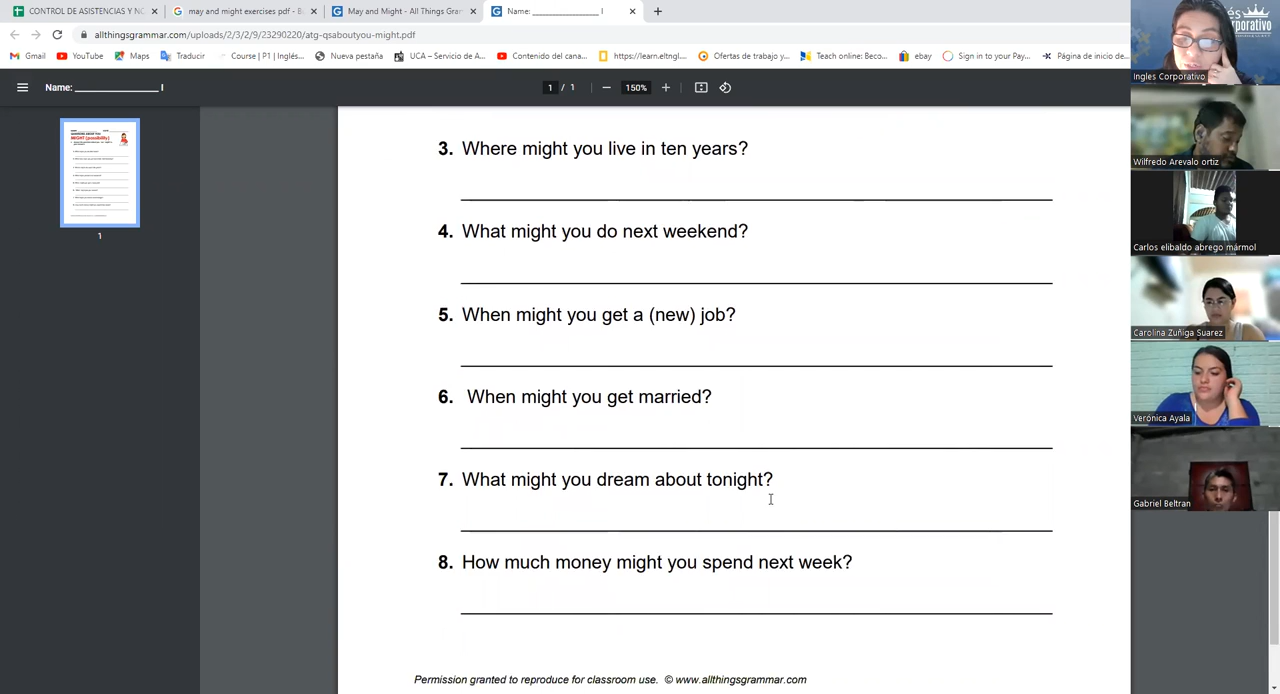 CONTROL DE ASISTENCIAS Y NO
may and might exercises pdf - B
May and Might - All Things Gra
Name: ______________ I
allthingsgrammar.com/uploads/2/3/2/9/23290220/atg-qsaboutyou-might.pdf
Gmail
YouTube
Maps
Traducir
Course | P1 | Inglés...
Nueva pestaña
UCA – Servicio de A...
Contenido del cana...
https://learn.eltngl...
Ofertas de trabajo y...
Teach online: Beco...
ebay
Sign in to your Pay...
Página de inicio de
Name: ______________ I
1 / 1
150%
1
3. Where might you live in ten years?
4. What might you do next weekend?
5. When might you get a (new) job?
6. When might you get married?
7. What might you dream about tonight?
8. How much money might you spend next week?
Permission granted to reproduce for classroom use. © www.allthingsgrammar.com
Ingles Corporativo
Wilfredo Arevalo ortiz
Carlos elibaldo abrego mármol
Carolina Zuñiga Suarez
Verónica Ayala
Gabriel Beltran